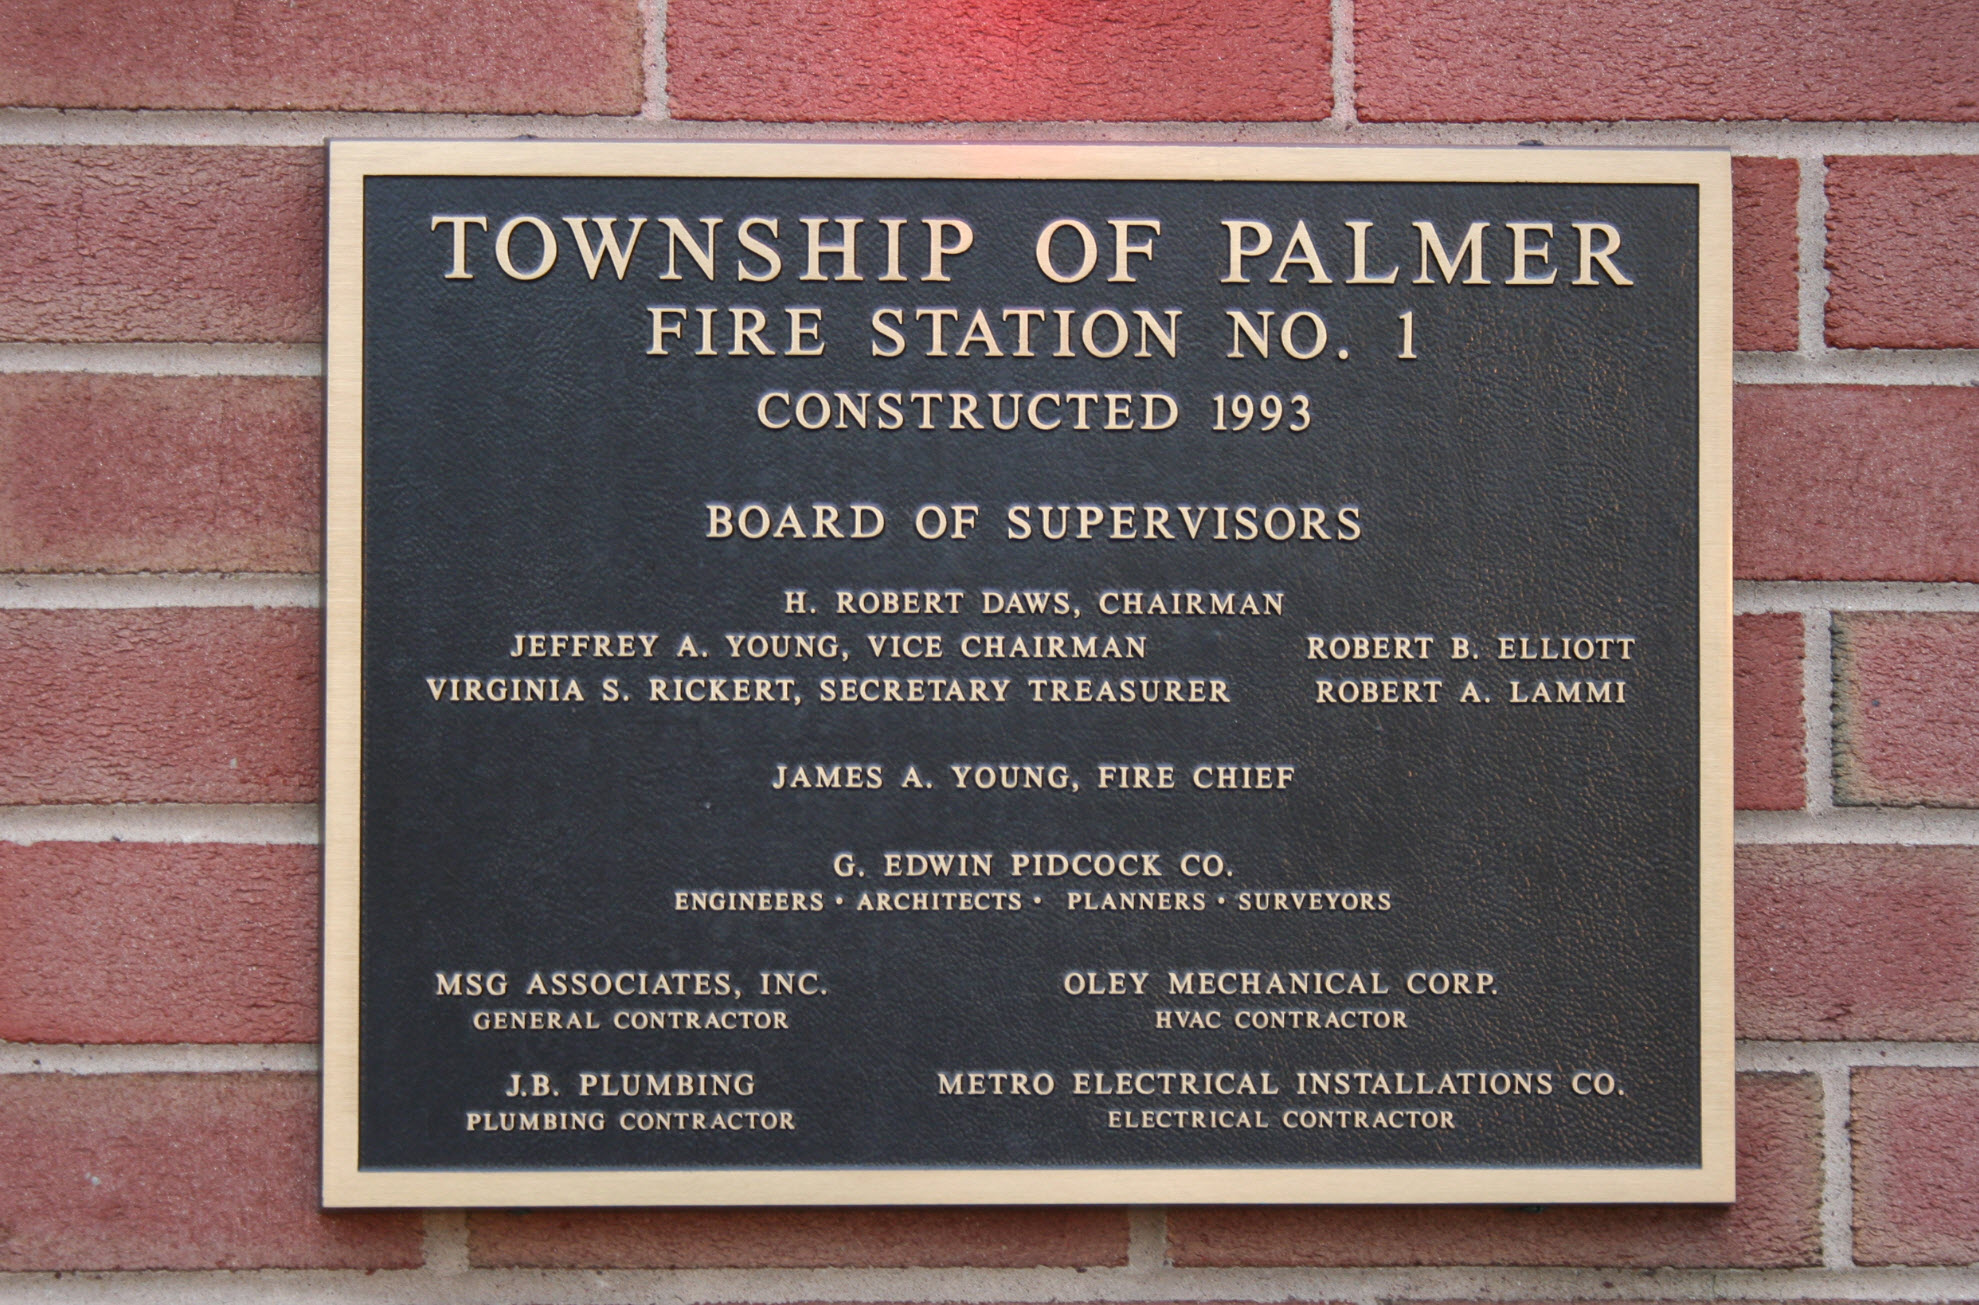 TOWNSHIP OF PALMER
FIRE STATION NO. 1
CONSTRUCTED 1993
BOARD OF SUPERVISORS
H. ROBERT DAWS, CHAIRMAN
JEFFREY A. YOUNG, VICE CHAIRMAN ROBERT B. ELLIOTT
VIRGINIA S. RICKERT, SECRETARY TREASURER ROBERT A. LAMMI
JAMES A. YOUNG, FIRE CHIEF
G. EDWIN PIDCOCK CO.
ENGINEERS • ARCHITECTS • PLANNERS • SURVEYORS
MSG ASSOCIATES, INC. OLEY MECHANICAL CORP.
GENERAL CONTRACTOR HVAC CONTRACTOR
J.B. PLUMBING METRO ELECTRICAL INSTALLATIONS CO.
PLUMBING CONTRACTOR ELECTRICAL CONTRACTOR